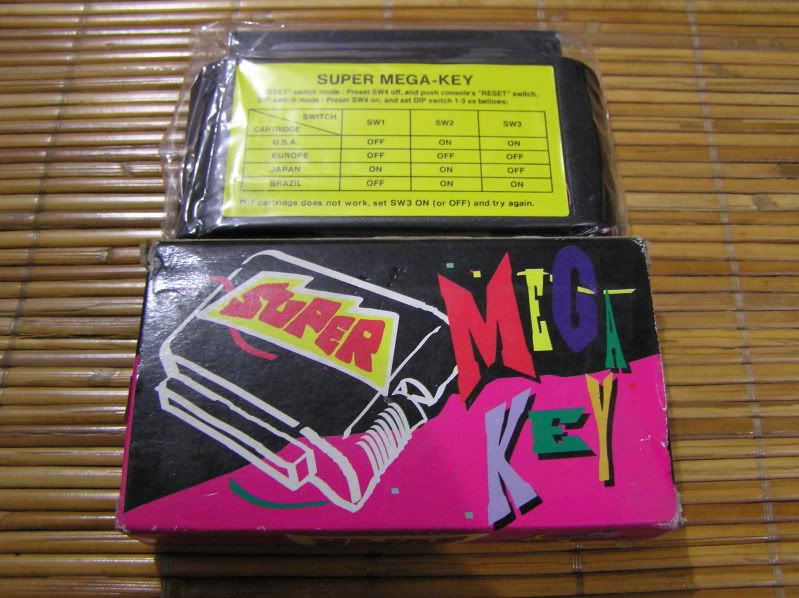 SUPER MEGA-KEY
"RESET" switch mode : Preset SW4 off, and push console's "RESET" switch.
DIP switch mode : Preset SW4 on, and set DIP switch 1-3 as bellows:
CARTRIDGE SWITCH SW1 SW2 SW3
U.S.A. OFF ON ON
EUROPE OFF OFF OFF
JAPAN ON ON ON
BRAZIL OFF ON OFF
If cartridge does not work, set SW3 ON (or OFF) and try again.
SUPER
MEGA
KEY